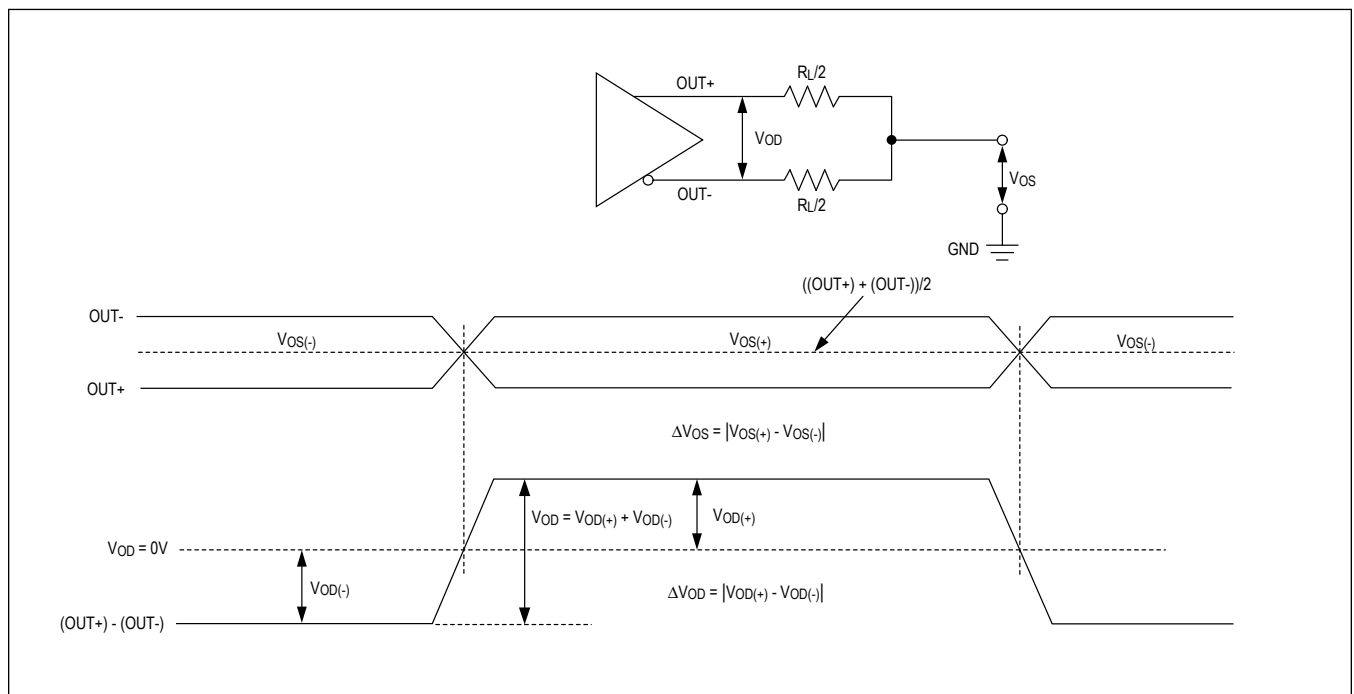 OUT+
RL/2
VOD
OUT-
RL/2
VOS
GND
((OUT+) + (OUT-))/2
OUT-
VOS(-)
VOS(+)
VOS(-)
OUT+
ΔVOS = |VOS(+) - VOS(-)|
VOD = VOD(+) + VOD(-)
VOD(+)
VOD = 0V
VOD(-)
ΔVOD = |VOD(+) - VOD(-)|
(OUT+) - (OUT-)